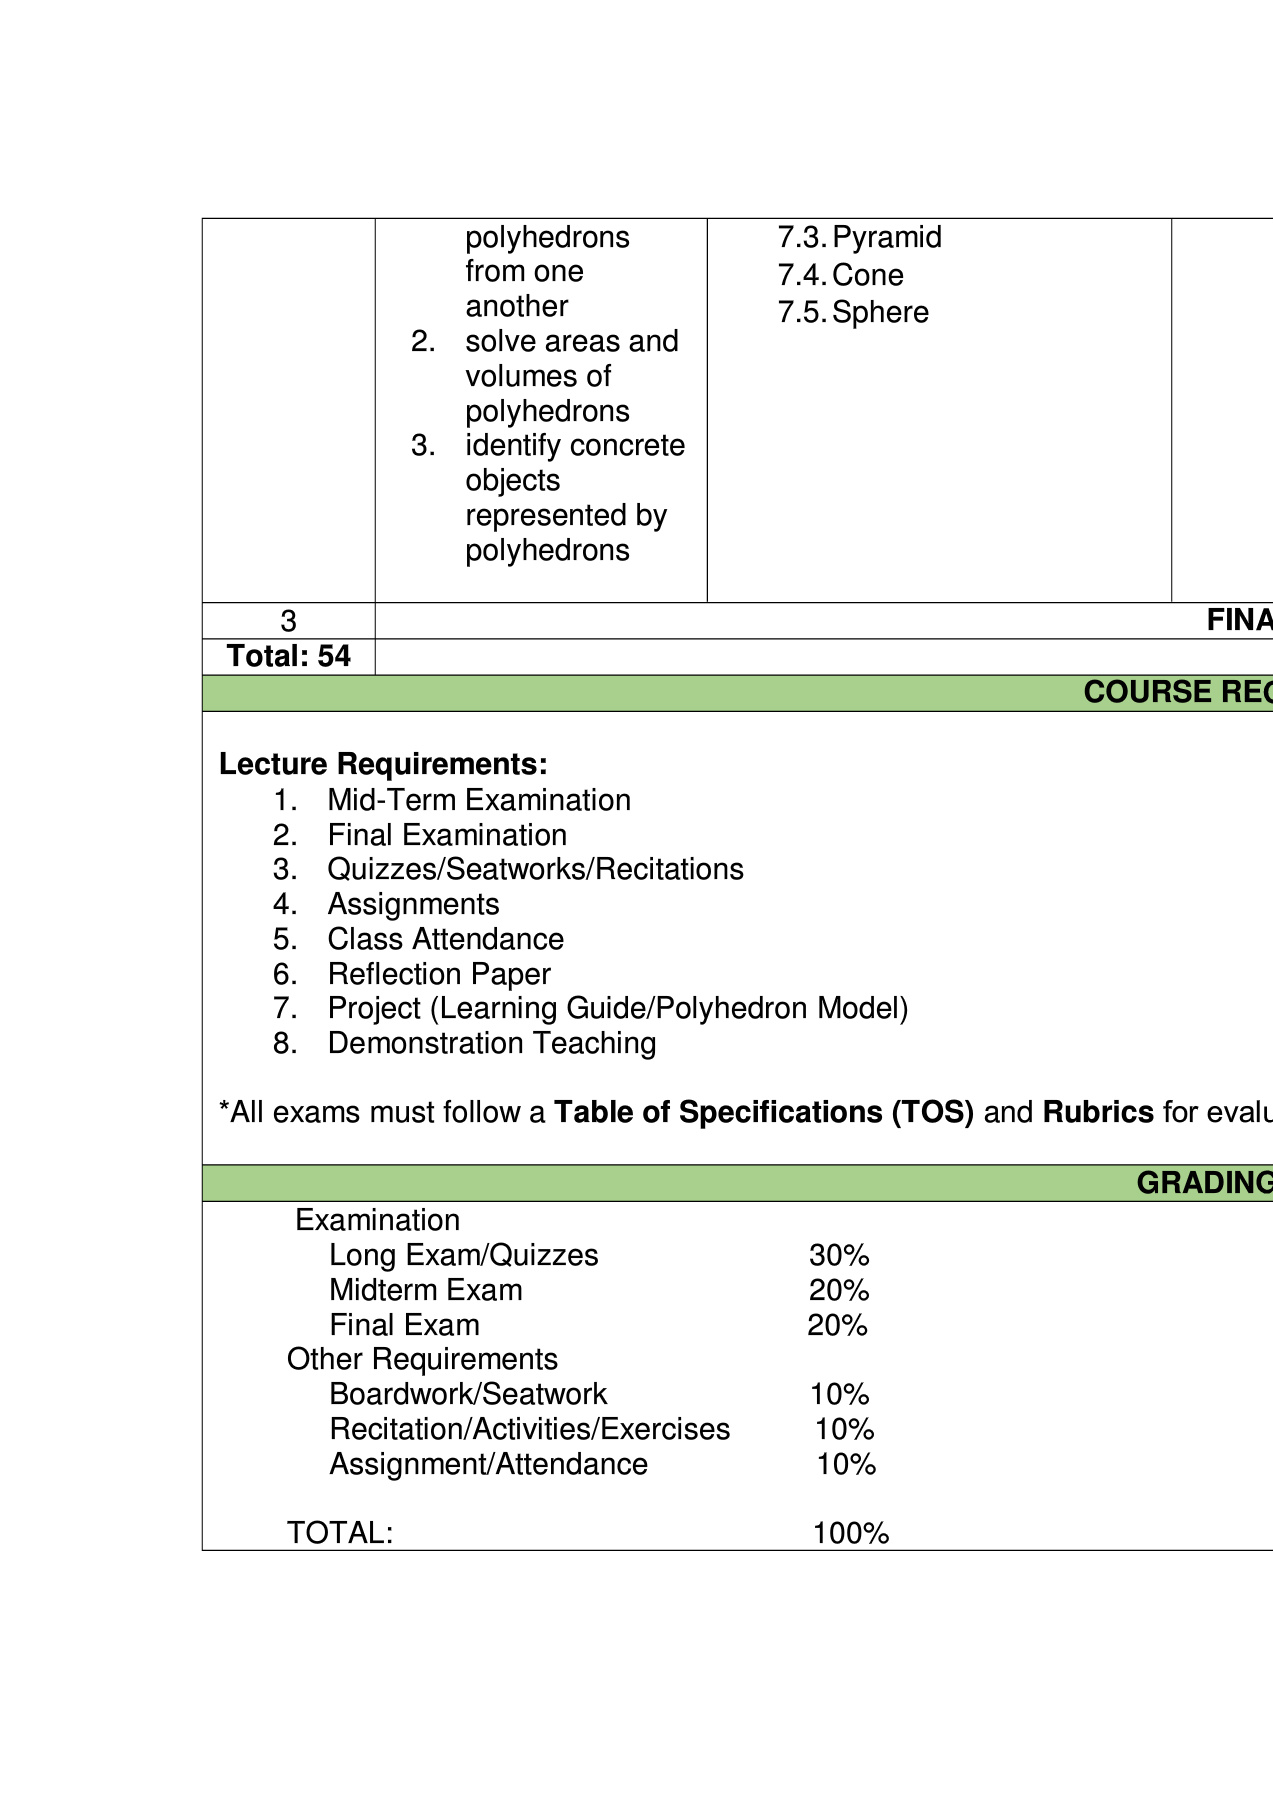 polyhedrons
from one
another
2. solve areas and
volumes of
polyhedrons
3. identify concrete
objects
represented by
polyhedrons
7.3. Pyramid
7.4. Cone
7.5. Sphere
3 FINA
Total: 54
COURSE REQ
Lecture Requirements:
1. Mid-Term Examination
2. Final Examination
3. Quizzes/Seatworks/Recitations
4. Assignments
5. Class Attendance
6. Reflection Paper
7. Project (Learning Guide/Polyhedron Model)
8. Demonstration Teaching
*All exams must follow a Table of Specifications (TOS) and Rubrics for evalu
GRADING
Examination
Long Exam/Quizzes 30%
Midterm Exam 20%
Final Exam 20%
Other Requirements
Boardwork/Seatwork 10%
Recitation/Activities/Exercises 10%
Assignment/Attendance 10%
TOTAL: 100%